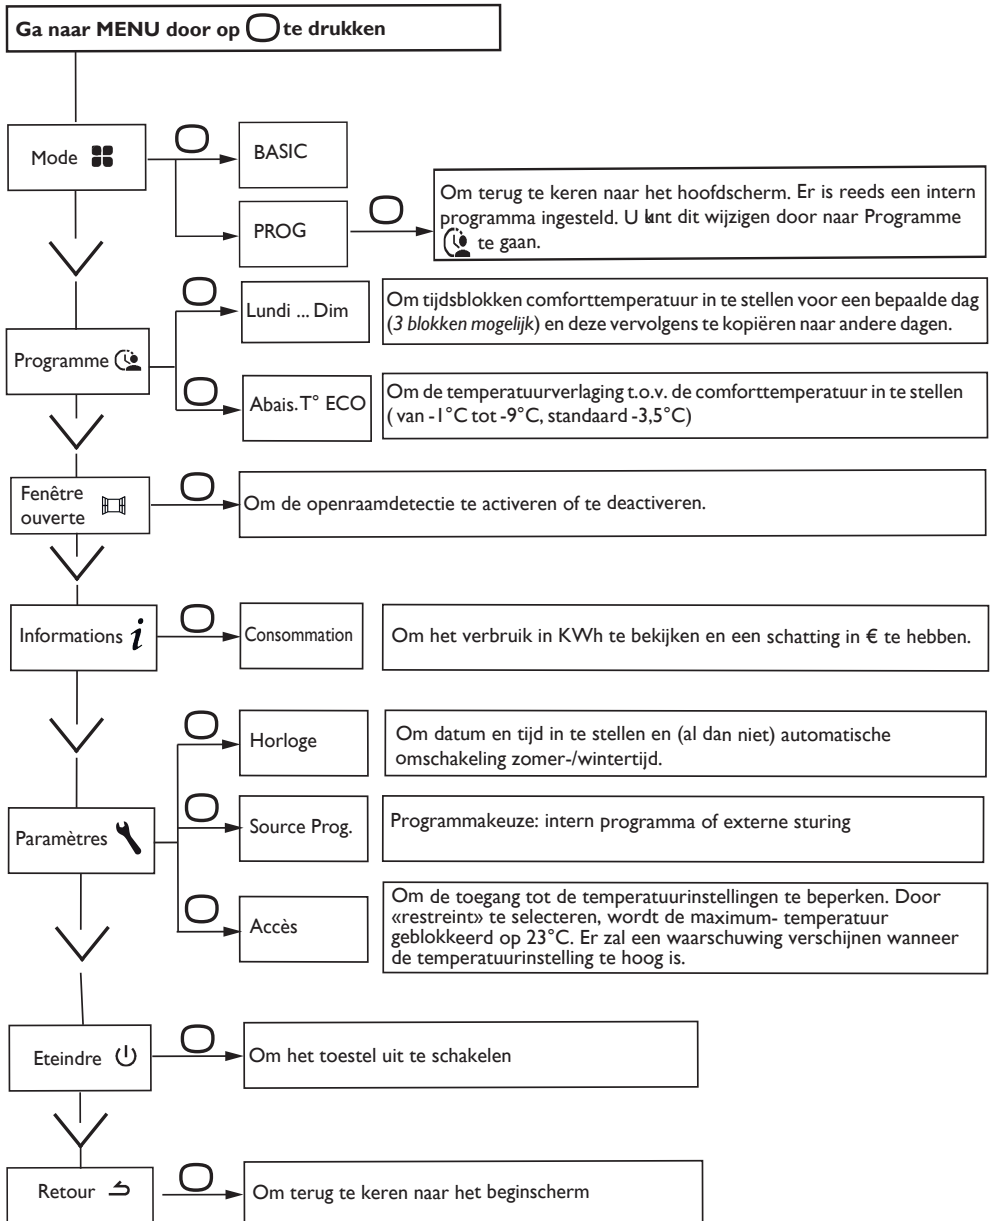 Ga naar MENU door op te drukken
Mode
BASIC
PROG
Om terug te keren naar het hoofdscherm. Er is reeds een intern
programma ingesteld. U kunt dit wijzigen door naar Programme
te gaan.
Programme
Lundi ... Dim
Om tijdsblokken comforttemperatuur in te stellen voor een bepaalde dag
(3 blokken mogelijk) en deze vervolgens te kopiëren naar andere dagen.
Abais.T° ECO
Om de temperatuurverlaging t.o.v. de comforttemperatuur in te stellen
( van -1°C tot -9°C, standaard -3,5°C)
Fenêtre
ouverte
Om de openraamdetectie te activeren of te deactiveren.
Informations i
Consommation
Om het verbruik in KWh te bekijken en een schatting in € te hebben.
Paramètres
Horloge
Om datum en tijd in te stellen en (al dan niet) automatische
omschakeling zomer-/wintertijd.
Source Prog.
Programmakeuze: intern programma of externe sturing
Accès
Om de toegang tot de temperatuurinstellingen te beperken. Door
«restreint» te selecteren, wordt de maximum- temperatuur
geblokkeerd op 23°C. Er zal een waarschuwing verschijnen wanneer
de temperatuurinstelling te hoog is.
Eteindre
Om het toestel uit te schakelen
Retour
Om terug te keren naar het beginscherm